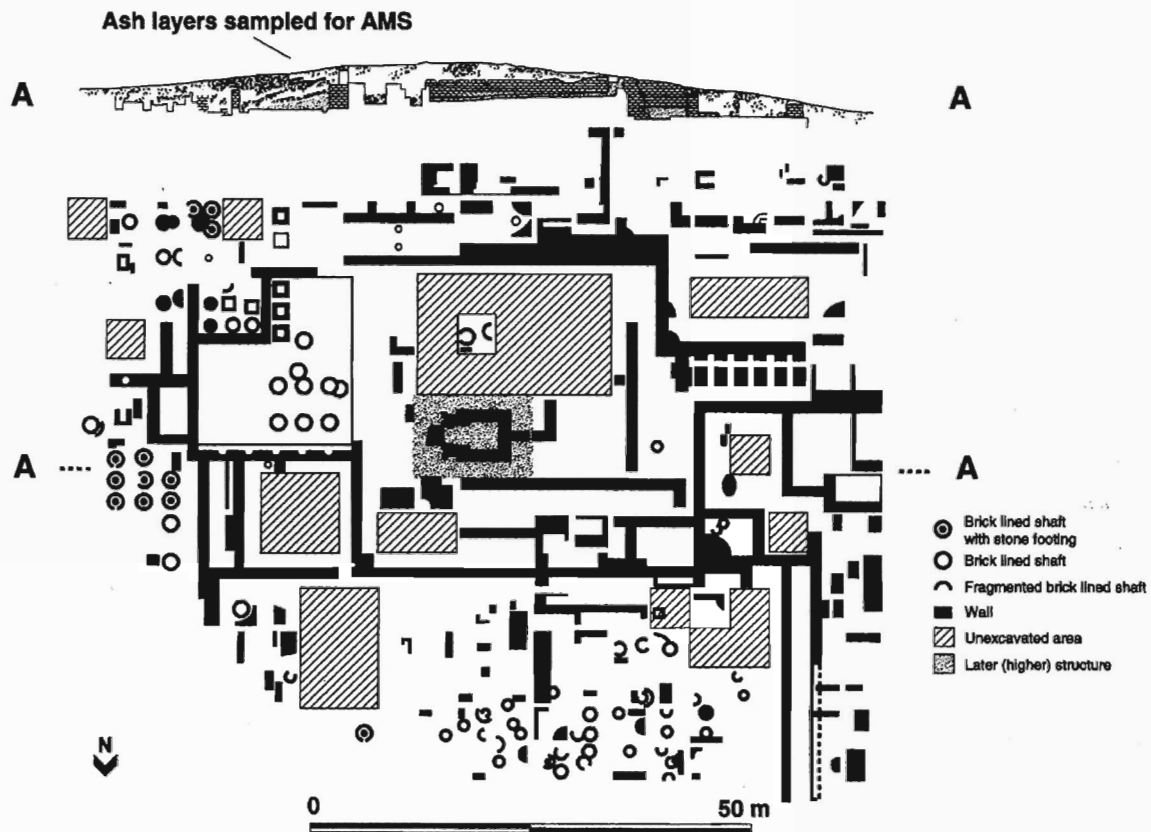 Ash layers sampled for AMS
A A
A A
Brick lined shaft
with stone footing
Brick lined shaft
Fragmented brick lined shaft
Wall
Unexcavated area
Later (higher) structure
N
0 50 m